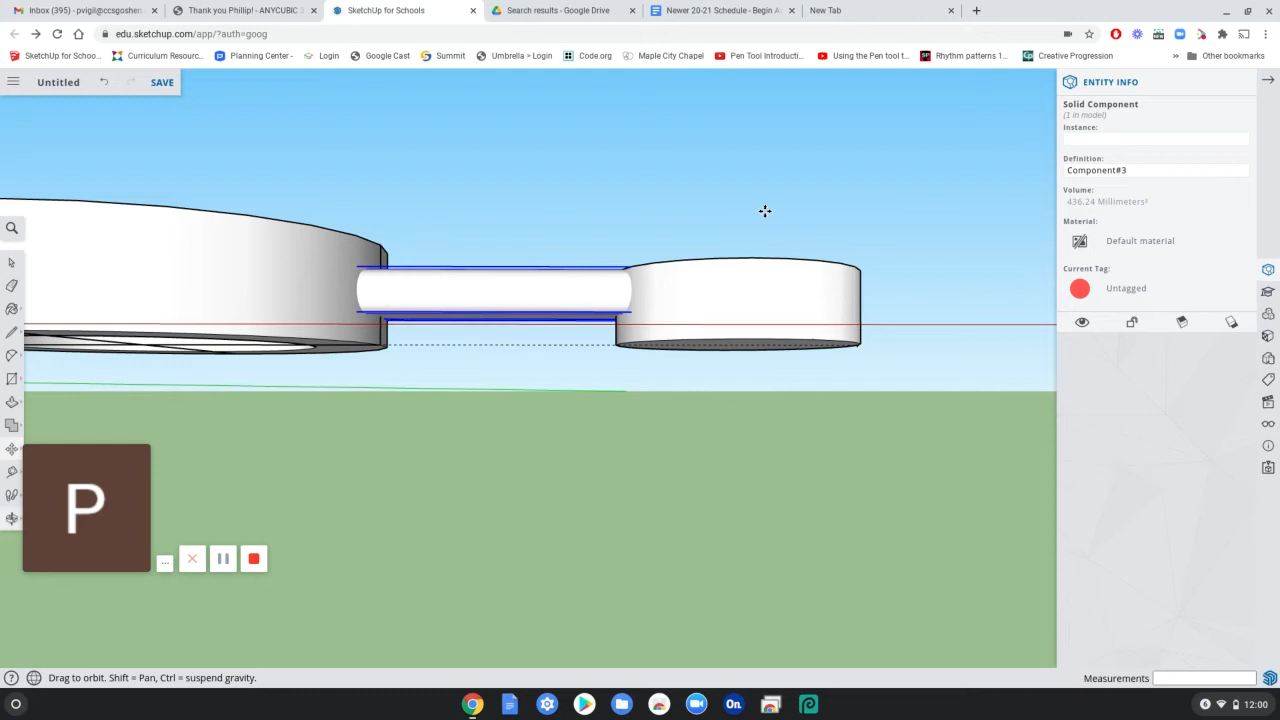 Inbox (395) - pvigil@ccsgoshen.
Thank you Phillip! - ANYCUBIC 3
SketchUp for Schools
Search results - Google Drive
Newer 20-21 Schedule - Begin A
New Tab
edu.sketchup.com/app/?auth=goog
SketchUp for Schoo...
Curriculum Resourc...
Planning Center -
Login
Google Cast
Summit
Umbrella > Login
Code.org
Maple City Chapel
Pen Tool Introducti...
Using the Pen tool t...
Rhythm patterns 1...
Creative Progression
»
Other bookmarks
Untitled
SAVE
ENTITY INFO
Solid Component
(1 in model)
Instance:
Definition:
Component#3
Volume:
436.24 Millimeters³
Material:
Default material
Current Tag:
Untagged
P
...
Drag to orbit. Shift = Pan, Ctrl = suspend gravity.
Measurements
On
6
12:00